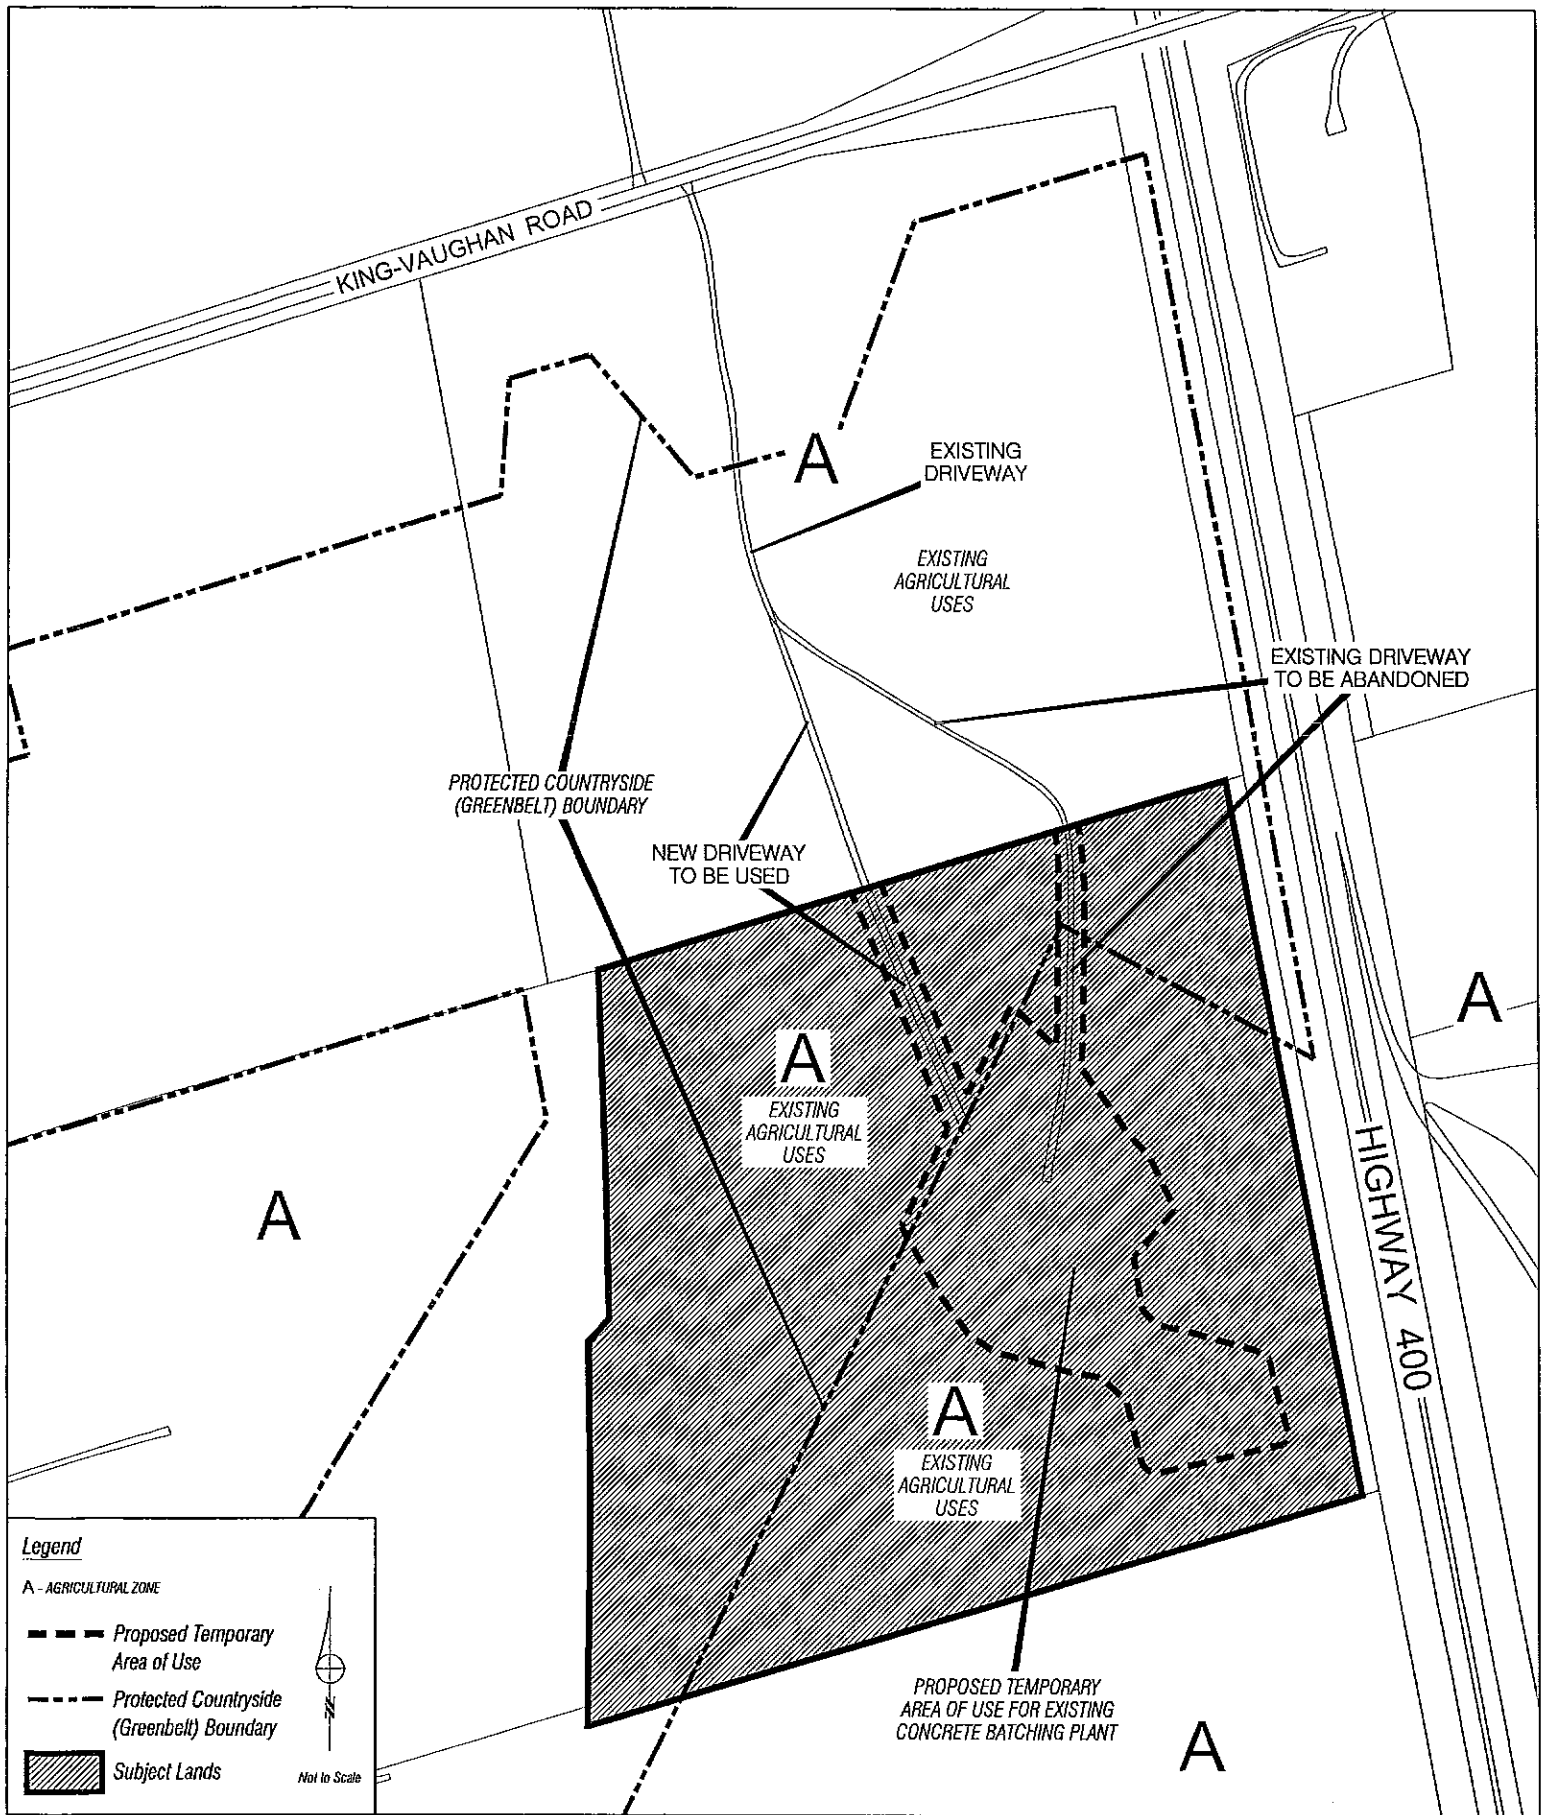 KING-VAUGHAN ROAD
A
EXISTING
DRIVEWAY
EXISTING
AGRICULTURAL
USES
EXISTING DRIVEWAY
TO BE ABANDONED
PROTECTED COUNTRYSIDE
(GREENBELT) BOUNDARY
NEW DRIVEWAY
TO BE USED
A
A
EXISTING
AGRICULTURAL
USES
A
HIGHWAY 400
A
EXISTING
AGRICULTURAL
USES
PROPOSED TEMPORARY
AREA OF USE FOR EXISTING
CONCRETE BATCHING PLANT
A
Legend
A - AGRICULTURAL ZONE
Proposed Temporary
Area of Use
Protected Countryside
(Greenbelt) Boundary
Subject Lands
N
Not to Scale